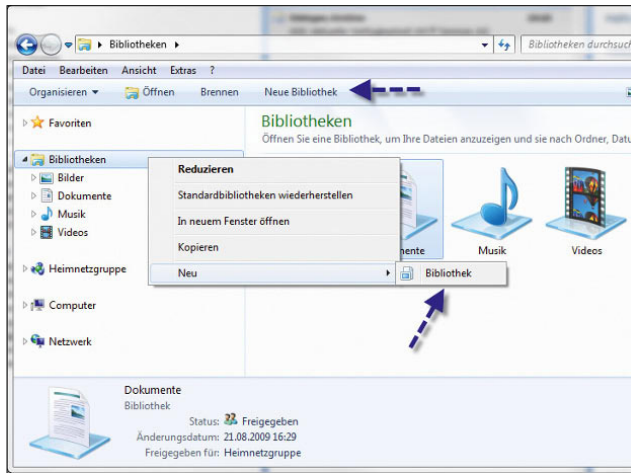 Bibliotheken
Bibliotheken durchsuch
Datei Bearbeiten Ansicht Extras ?
Organisieren Öffnen Brennen Neue Bibliothek
Favoriten
Bibliotheken
Bilder
Dokumente
Musik
Videos
Heimnetzgruppe
Computer
Netzwerk
Bibliotheken
Öffnen Sie eine Bibliothek, um Ihre Dateien anzuzeigen und sie nach Ordner, Datu
Reduzieren
Standardbibliotheken wiederherstellen
In neuem Fenster öffnen
Kopieren
Neu
Bibliothek
nte
Musik
Videos
Dokumente
Bibliothek
Status: Freigegeben
Änderungsdatum: 21.08.2009 16:29
Freigegeben für: Heimnetzgruppe